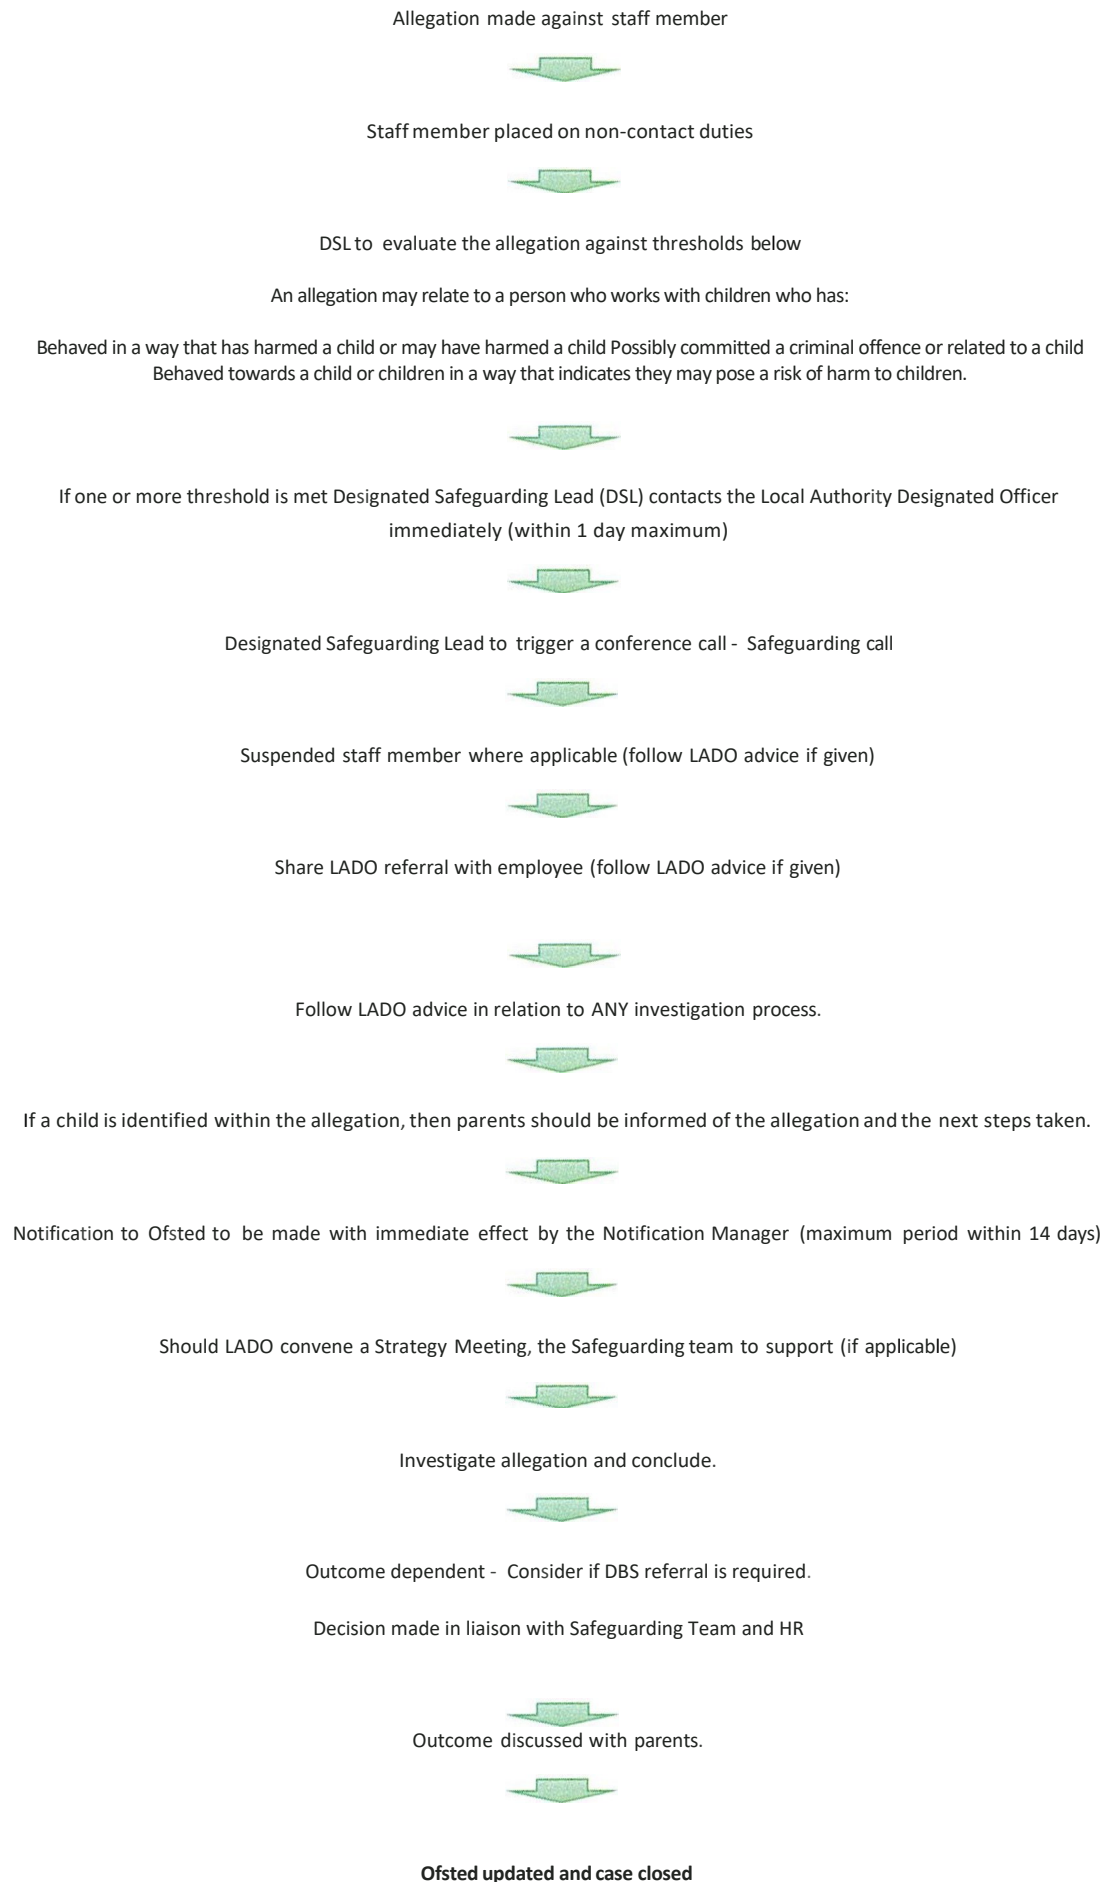 Allegation made against staff member
Staff member placed on non-contact duties
DSL to evaluate the allegation against thresholds below
An allegation may relate to a person who works with children who has:
Behaved in a way that has harmed a child or may have harmed a child Possibly committed a criminal offence or related to a child
Behaved towards a child or children in a way that indicates they may pose a risk of harm to children.
If one or more threshold is met Designated Safeguarding Lead (DSL) contacts the Local Authority Designated Officer
immediately (within 1 day maximum)
Designated Safeguarding Lead to trigger a conference call - Safeguarding call
Suspended staff member where applicable (follow LADO advice if given)
Share LADO referral with employee (follow LADO advice if given)
Follow LADO advice in relation to ANY investigation process.
If a child is identified within the allegation, then parents should be informed of the allegation and the next steps taken.
Notification to Ofsted to be made with immediate effect by the Notification Manager (maximum period within 14 days)
Should LADO convene a Strategy Meeting, the Safeguarding team to support (if applicable)
Investigate allegation and conclude.
Outcome dependent - Consider if DBS referral is required.
Decision made in liaison with Safeguarding Team and HR
Outcome discussed with parents.
Ofsted updated and case closed